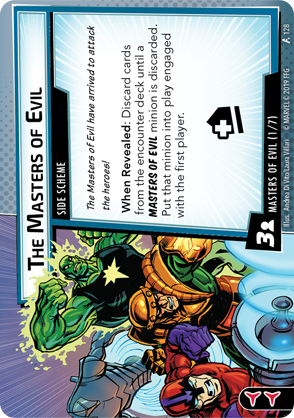 THE MASTERS OF EVIL
SIDE SCHEME
The Masters of Evil have arrived to attack
the heroes!
When Revealed: Discard cards
from the encounter deck until a
MASTERS OF EVIL minion is discarded.
Put that minion into play engaged
with the first player.
3
MASTERS OF EVIL (1/7)
Illus. Andrea Di Vito/Laura Villari
© MARVEL © 2019 FFG
128